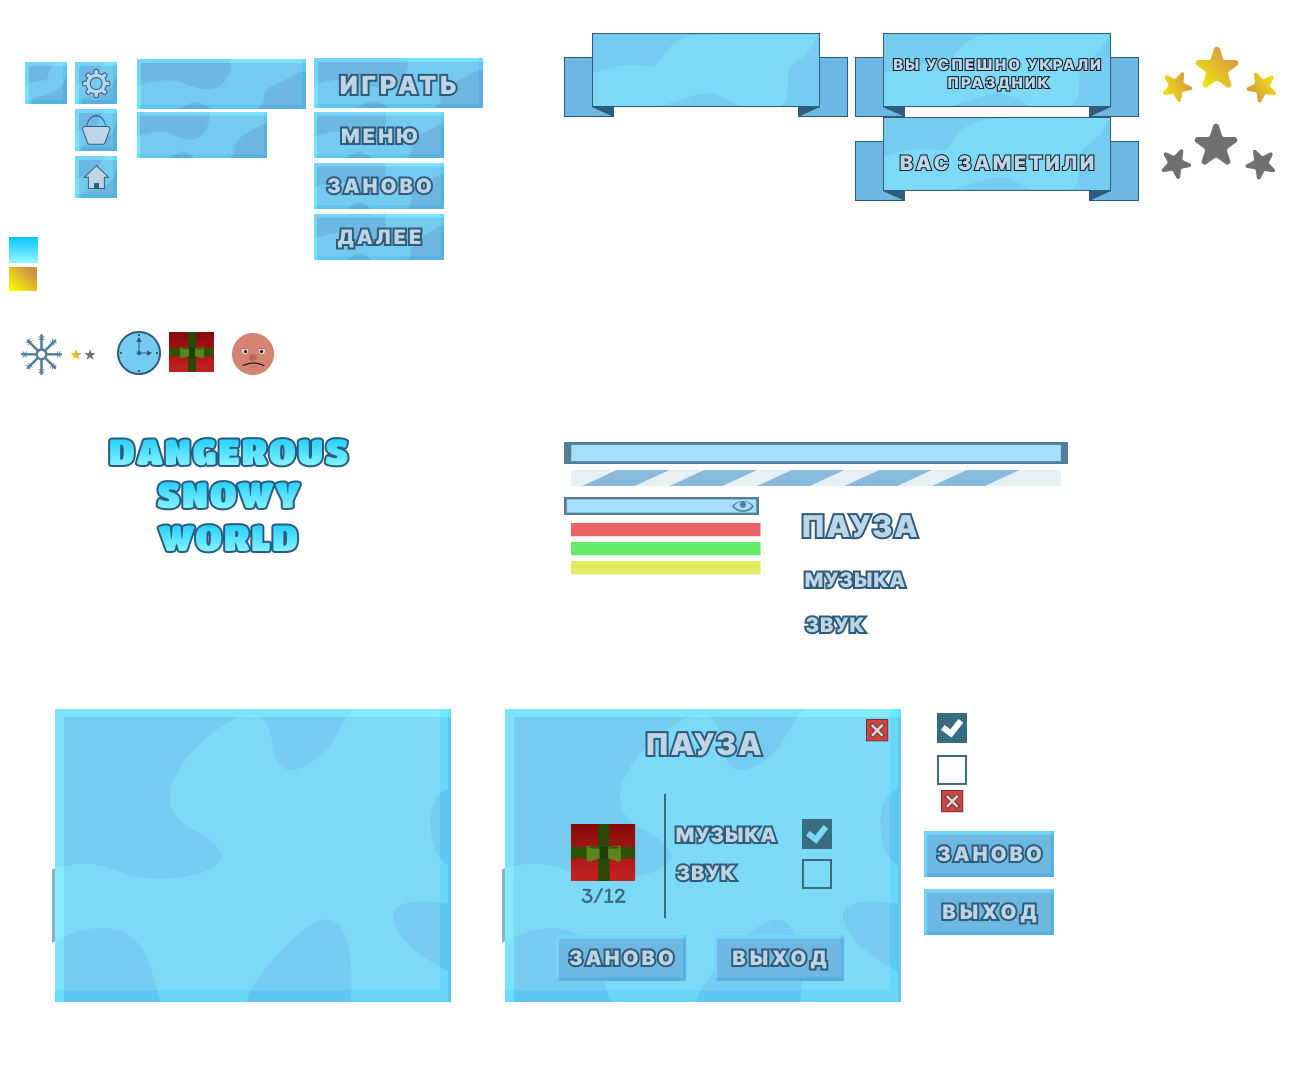 ИГРАТЬ
МЕНЮ
ЗАНОВО
ДАЛЕЕ
ВЫ УСПЕШНО УКРАЛИ
ПРАЗДНИК
ВАС ЗАМЕТИЛИ
DANGEROUS
SNOWY
WORLD
ПАУЗА
МУЗЫКА
ЗВУК
ПАУЗА
МУЗЫКА
ЗВУК
3/12
ЗАНОВО
ВЫХОД
ЗАНОВО
ВЫХОД